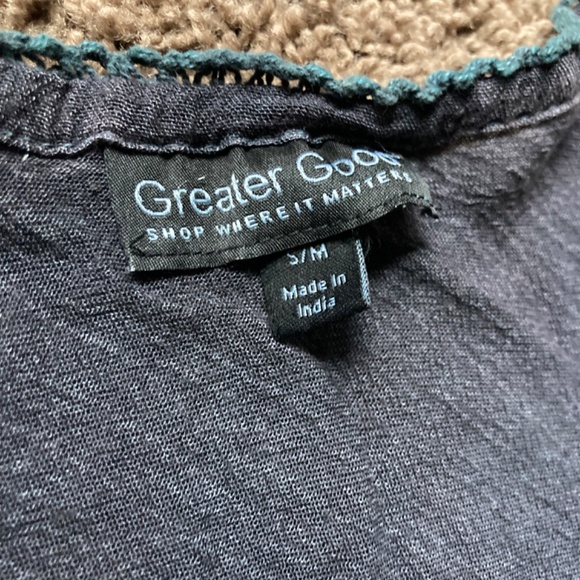 Greater Good
SHOP WHERE IT MATTERS
S/M
Made in
India